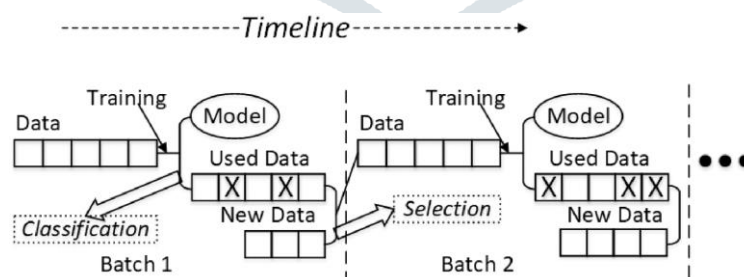 Timeline
Training
Data
Model
Used Data
X X
New Data
Classification
Batch 1
Training
Data
Model
Used Data
X X X
New Data
Selection
Batch 2